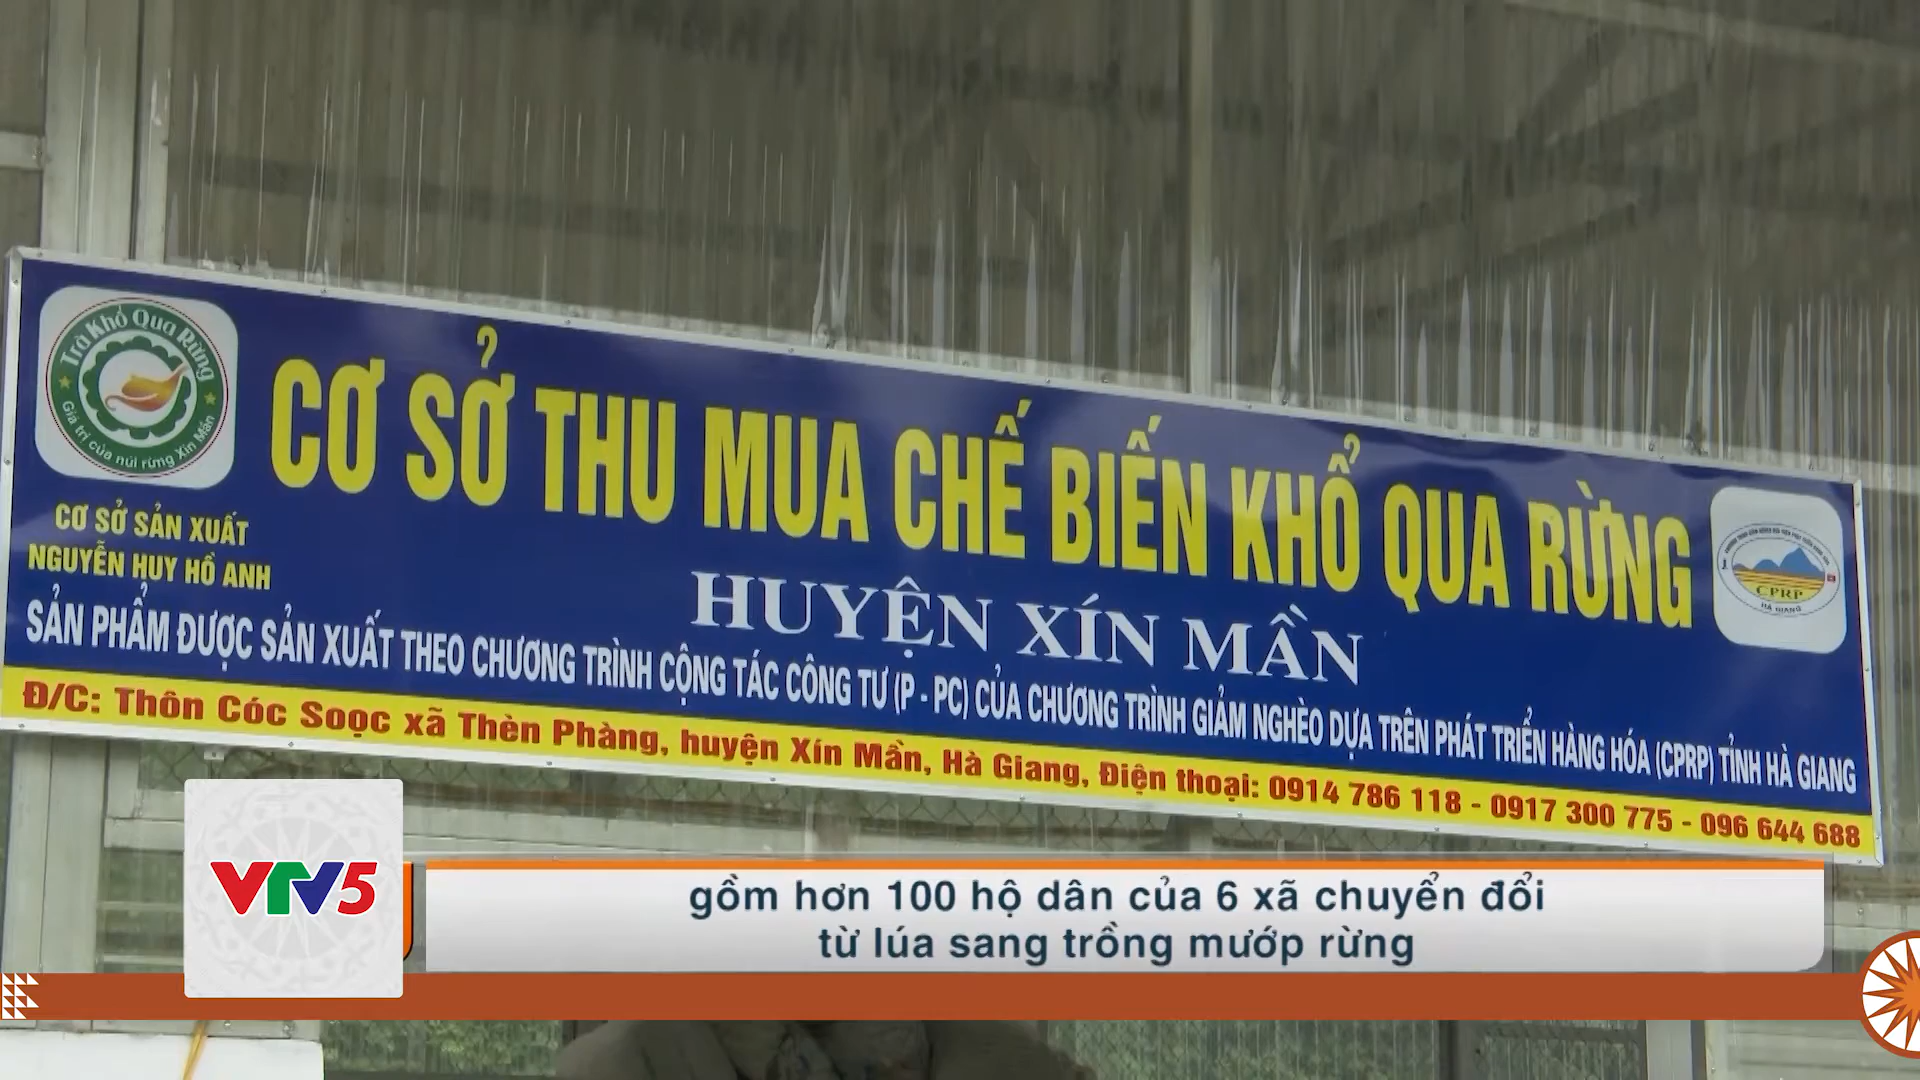 Trà Khổ Qua Rừng
Giá trị của núi rừng Xín Mần
CƠ SỞ SẢN XUẤT
NGUYỄN HUY HỒ ANH
CƠ SỞ THU MUA CHẾ BIẾN KHỔ QUA RỪNG
HUYỆN XÍN MẦN
CPRP
HÀ GIANG
SẢN PHẨM ĐƯỢC SẢN XUẤT THEO CHƯƠNG TRÌNH CỘNG TÁC CÔNG TƯ (P - PC) CỦA CHƯƠNG TRÌNH GIẢM NGHÈO DỰA TRÊN PHÁT TRIỂN HÀNG HÓA (CPRP) TỈNH HÀ GIANG
Đ/C: Thôn Cóc Soọc xã Thèn Phàng, huyện Xín Mần, Hà Giang, Điện thoại: 0914 786 118 - 0917 300 775 - 096 644 688
VTV5
gồm hơn 100 hộ dân của 6 xã chuyển đổi
từ lúa sang trồng mướp rừng